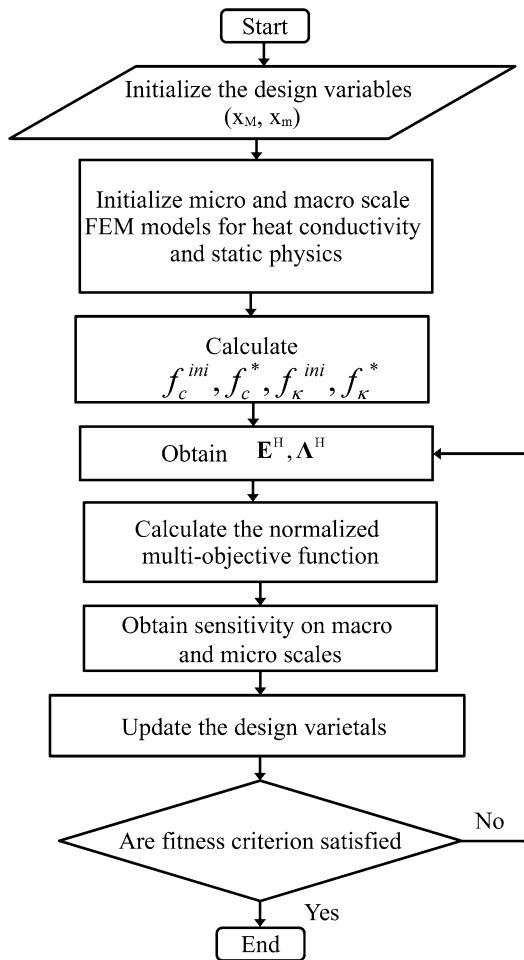 Start
Initialize the design variables
(x_M, x_m)
Initialize micro and macro scale
FEM models for heat conductivity
and static physics
Calculate
f_c^{ini}, f_c^*, f_κ^{ini}, f_κ^*
Obtain E^H, Λ^H
Calculate the normalized
multi-objective function
Obtain sensitivity on macro
and micro scales
Update the design varietals
Are fitness criterion satisfied
No
Yes
End